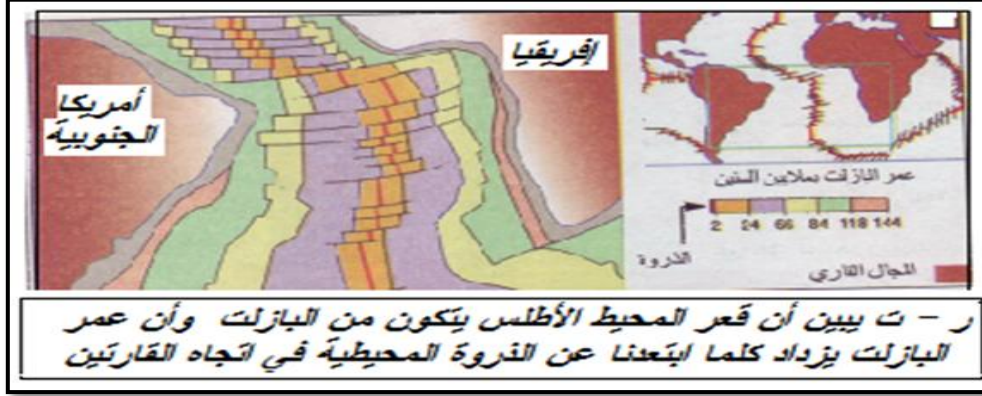 إفريقيا
أمريكا
الجنوبية
عمر البازلت بملايين السنين
2 24 66 84 118 144
الذروة
المجال القاري
ر – ت يبين أن قعر المحيط الأطلس يتكون من البازلت وأن عمر
البازلت يزداد كلما ابتعدنا عن الذروة المحيطية في اتجاه القارتين